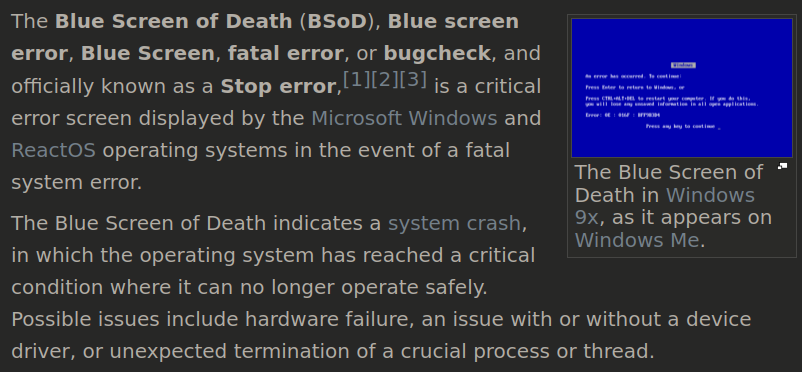 The Blue Screen of Death (BSoD), Blue screen
error, Blue Screen, fatal error, or bugcheck, and
officially known as a Stop error,[1][2][3] is a critical
error screen displayed by the Microsoft Windows and
ReactOS operating systems in the event of a fatal
system error.
The Blue Screen of Death indicates a system crash,
in which the operating system has reached a critical
condition where it can no longer operate safely.
Possible issues include hardware failure, an issue with or without a device
driver, or unexpected termination of a crucial process or thread.
Windows
An error has occurred. To continue:
Press Enter to return to Windows, or
Press CTRL+ALT+DEL to restart your computer. If you do this,
you will lose any unsaved information in all open applications.
Error: 0E : 016F : BFF9B3D4
Press any key to continue _
The Blue Screen of
Death in Windows
9x, as it appears on
Windows Me.